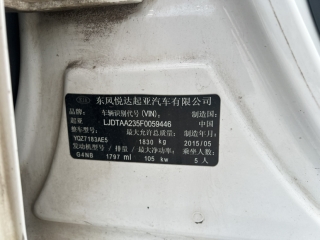 东风悦达起亚汽车有限公司
品牌: 车辆识别代号(VIN): 制造国:
起亚 LJDTAA235F0059446 中国
整车型号: 最大允许总质量: 制造年月:
YQZ7183AE5 1830 kg 2015/05
发动机型号/排量/最大净功率: 乘坐人数:
G4NB 1797 ml 105 kw 5人